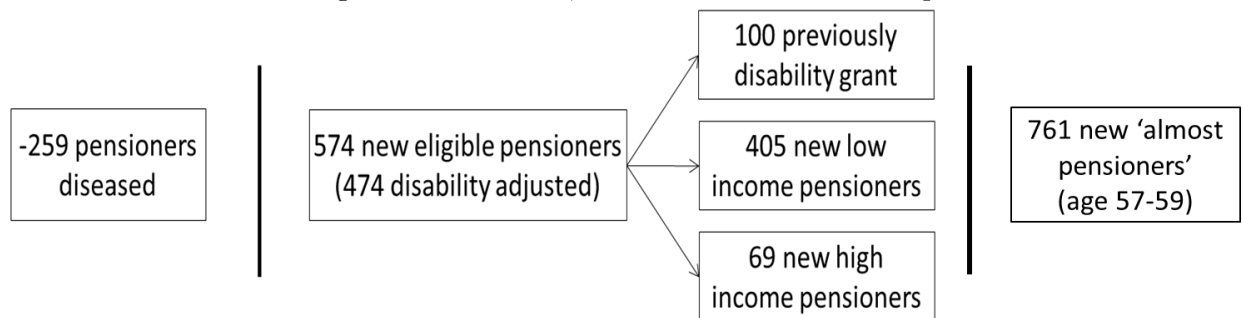 -259 pensioners
diseased
574 new eligible pensioners
(474 disability adjusted)
100 previously
disability grant
405 new low
income pensioners
69 new high
income pensioners
761 new ‘almost
pensioners’
(age 57-59)